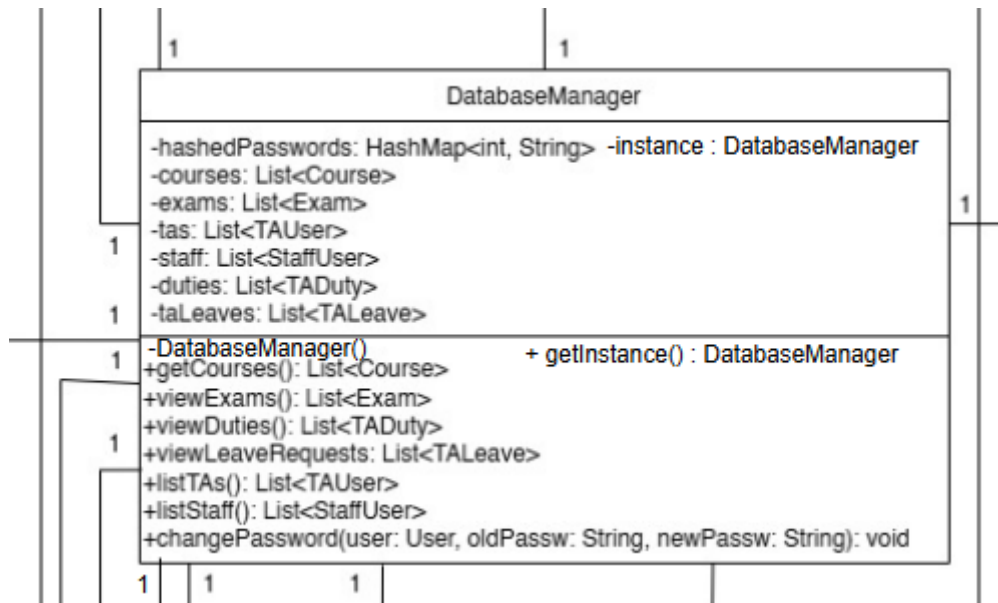 1
1
DatabaseManager
-hashedPasswords: HashMap<int, String> -instance : DatabaseManager
-courses: List<Course>
-exams: List<Exam>
1
-tas: List<TAUser>
1
-staff: List<StaffUser>
-duties: List<TADuty>
1
-taLeaves: List<TALeave>
-DatabaseManager() + getInstance() : DatabaseManager
1
+getCourses(): List<Course>
+viewExams(): List<Exam>
+viewDuties(): List<TADuty>
1
+viewLeaveRequests: List<TALeave>
+listTAs(): List<TAUser>
+listStaff(): List<StaffUser>
+changePassword(user: User, oldPassw: String, newPassw: String): void
1
1
1